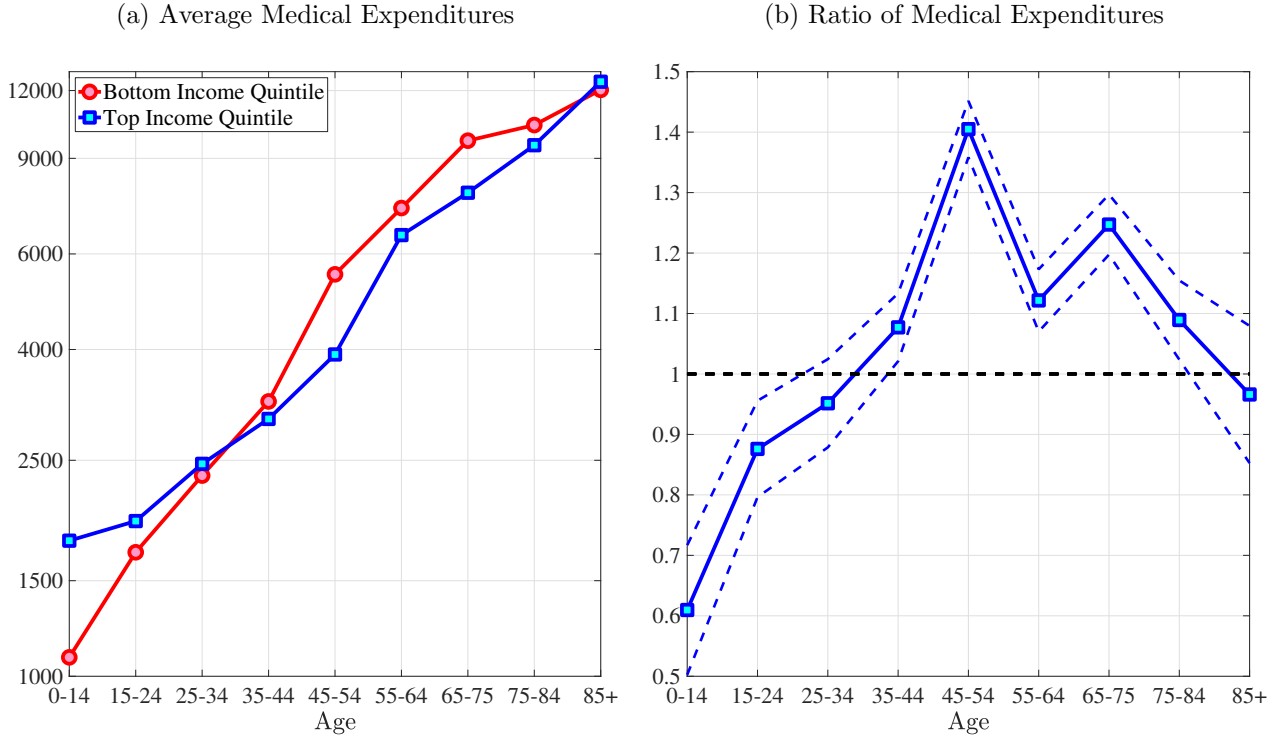 (a) Average Medical Expenditures
Bottom Income Quintile
Top Income Quintile
12000
9000
6000
4000
2500
1500
1000
0-14 15-24 25-34 35-44 45-54 55-64 65-75 75-84 85+
Age
(b) Ratio of Medical Expenditures
1.5
1.4
1.3
1.2
1.1
1
0.9
0.8
0.7
0.6
0.5
0-14 15-24 25-34 35-44 45-54 55-64 65-75 75-84 85+
Age